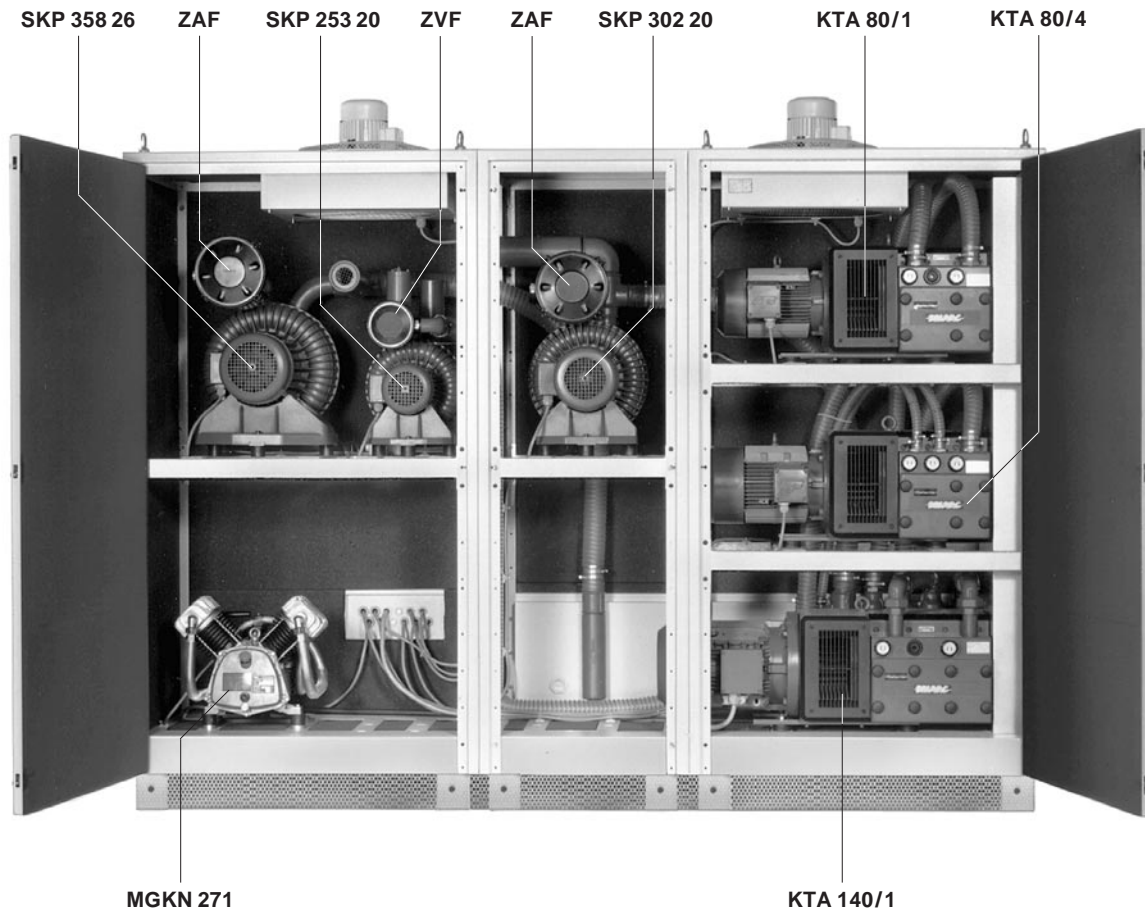 SKP 358 26
ZAF
SKP 253 20
ZVF
ZAF
SKP 302 20
KTA 80/1
KTA 80/4
MGKN 271
KTA 140/1